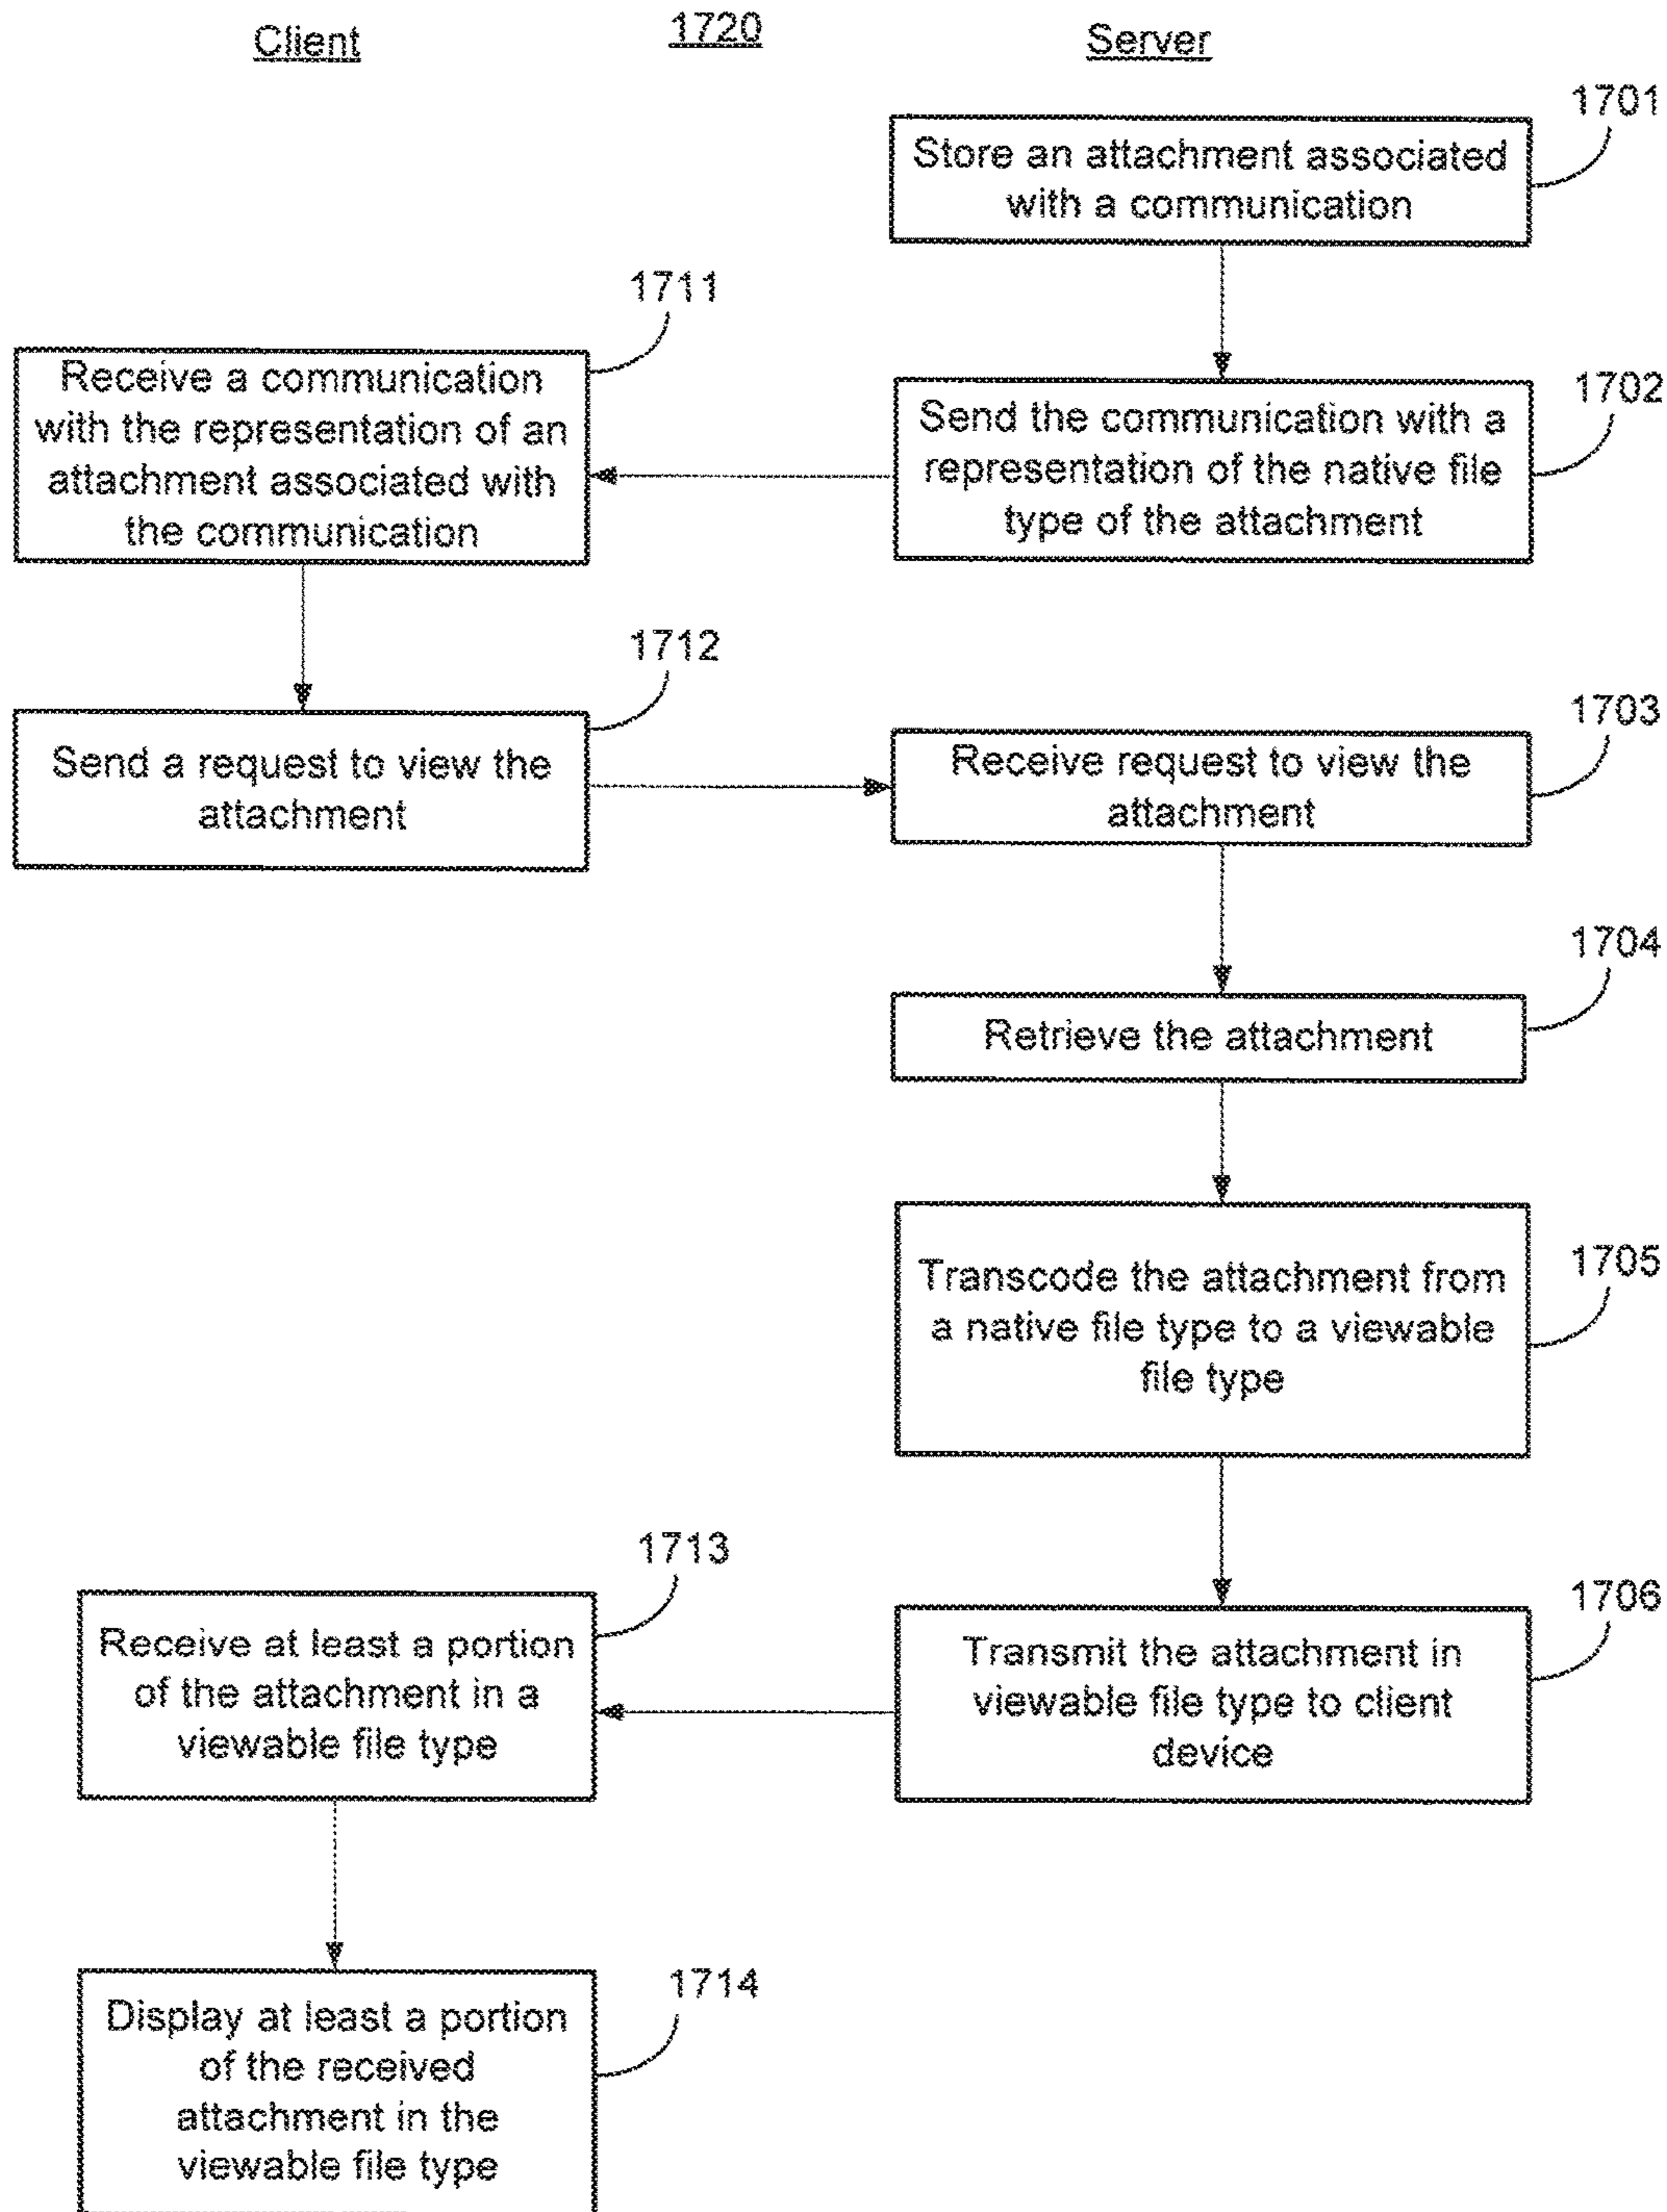 Client
1720
Server
1701
Store an attachment associated
with a communication
1711
Receive a communication
with the representation of an
attachment associated with
the communication
1702
Send the communication with a
representation of the native file
type of the attachment
1712
Send a request to view the
attachment
1703
Receive request to view the
attachment
1704
Retrieve the attachment
1705
Transcode the attachment from
a native file type to a viewable
file type
1713
Receive at least a portion
of the attachment in a
viewable file type
1706
Transmit the attachment in
viewable file type to client
device
1714
Display at least a portion
of the received
attachment in the
viewable file type